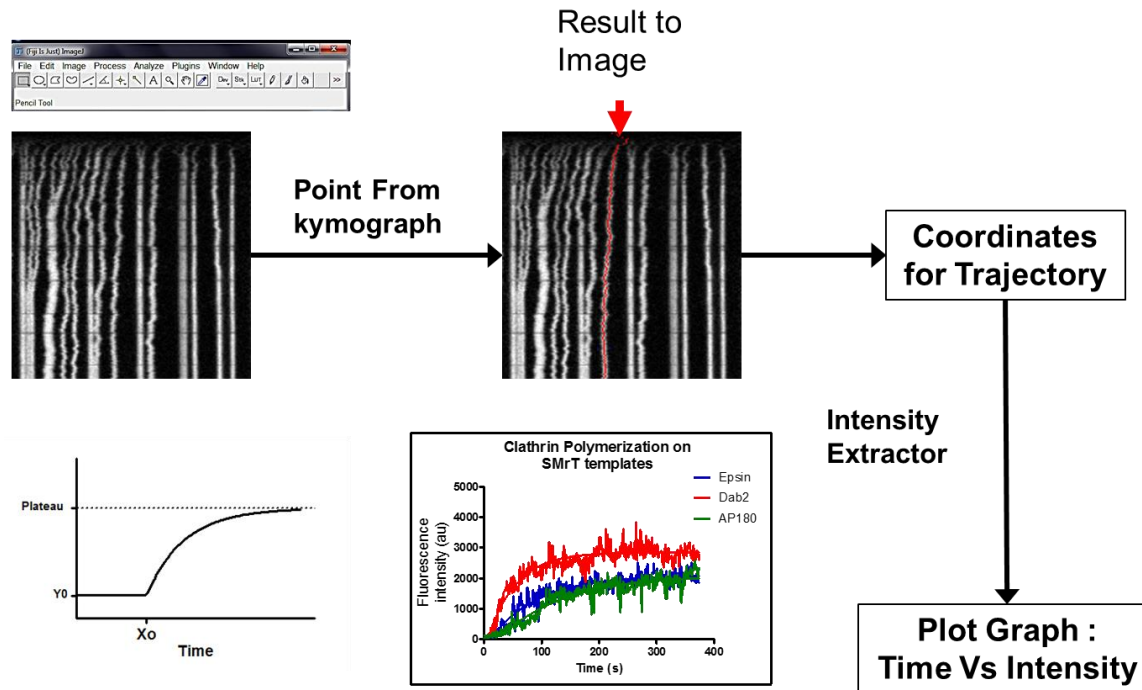 Result to
Image
(Fiji Is Just) ImageJ
File Edit Image Process Analyze Plugins Window Help
Dev Stk LUT >>
Pencil Tool
Point From
kymograph
Coordinates
for Trajectory
Intensity
Extractor
Plateau
Y0
Xo
Time
Clathrin Polymerization on
SMrT templates
Epsin
Dab2
AP180
Fluorescence
intensity (au)
5000
4000
3000
2000
1000
0
0 100 200 300 400
Time (s)
Plot Graph :
Time Vs Intensity